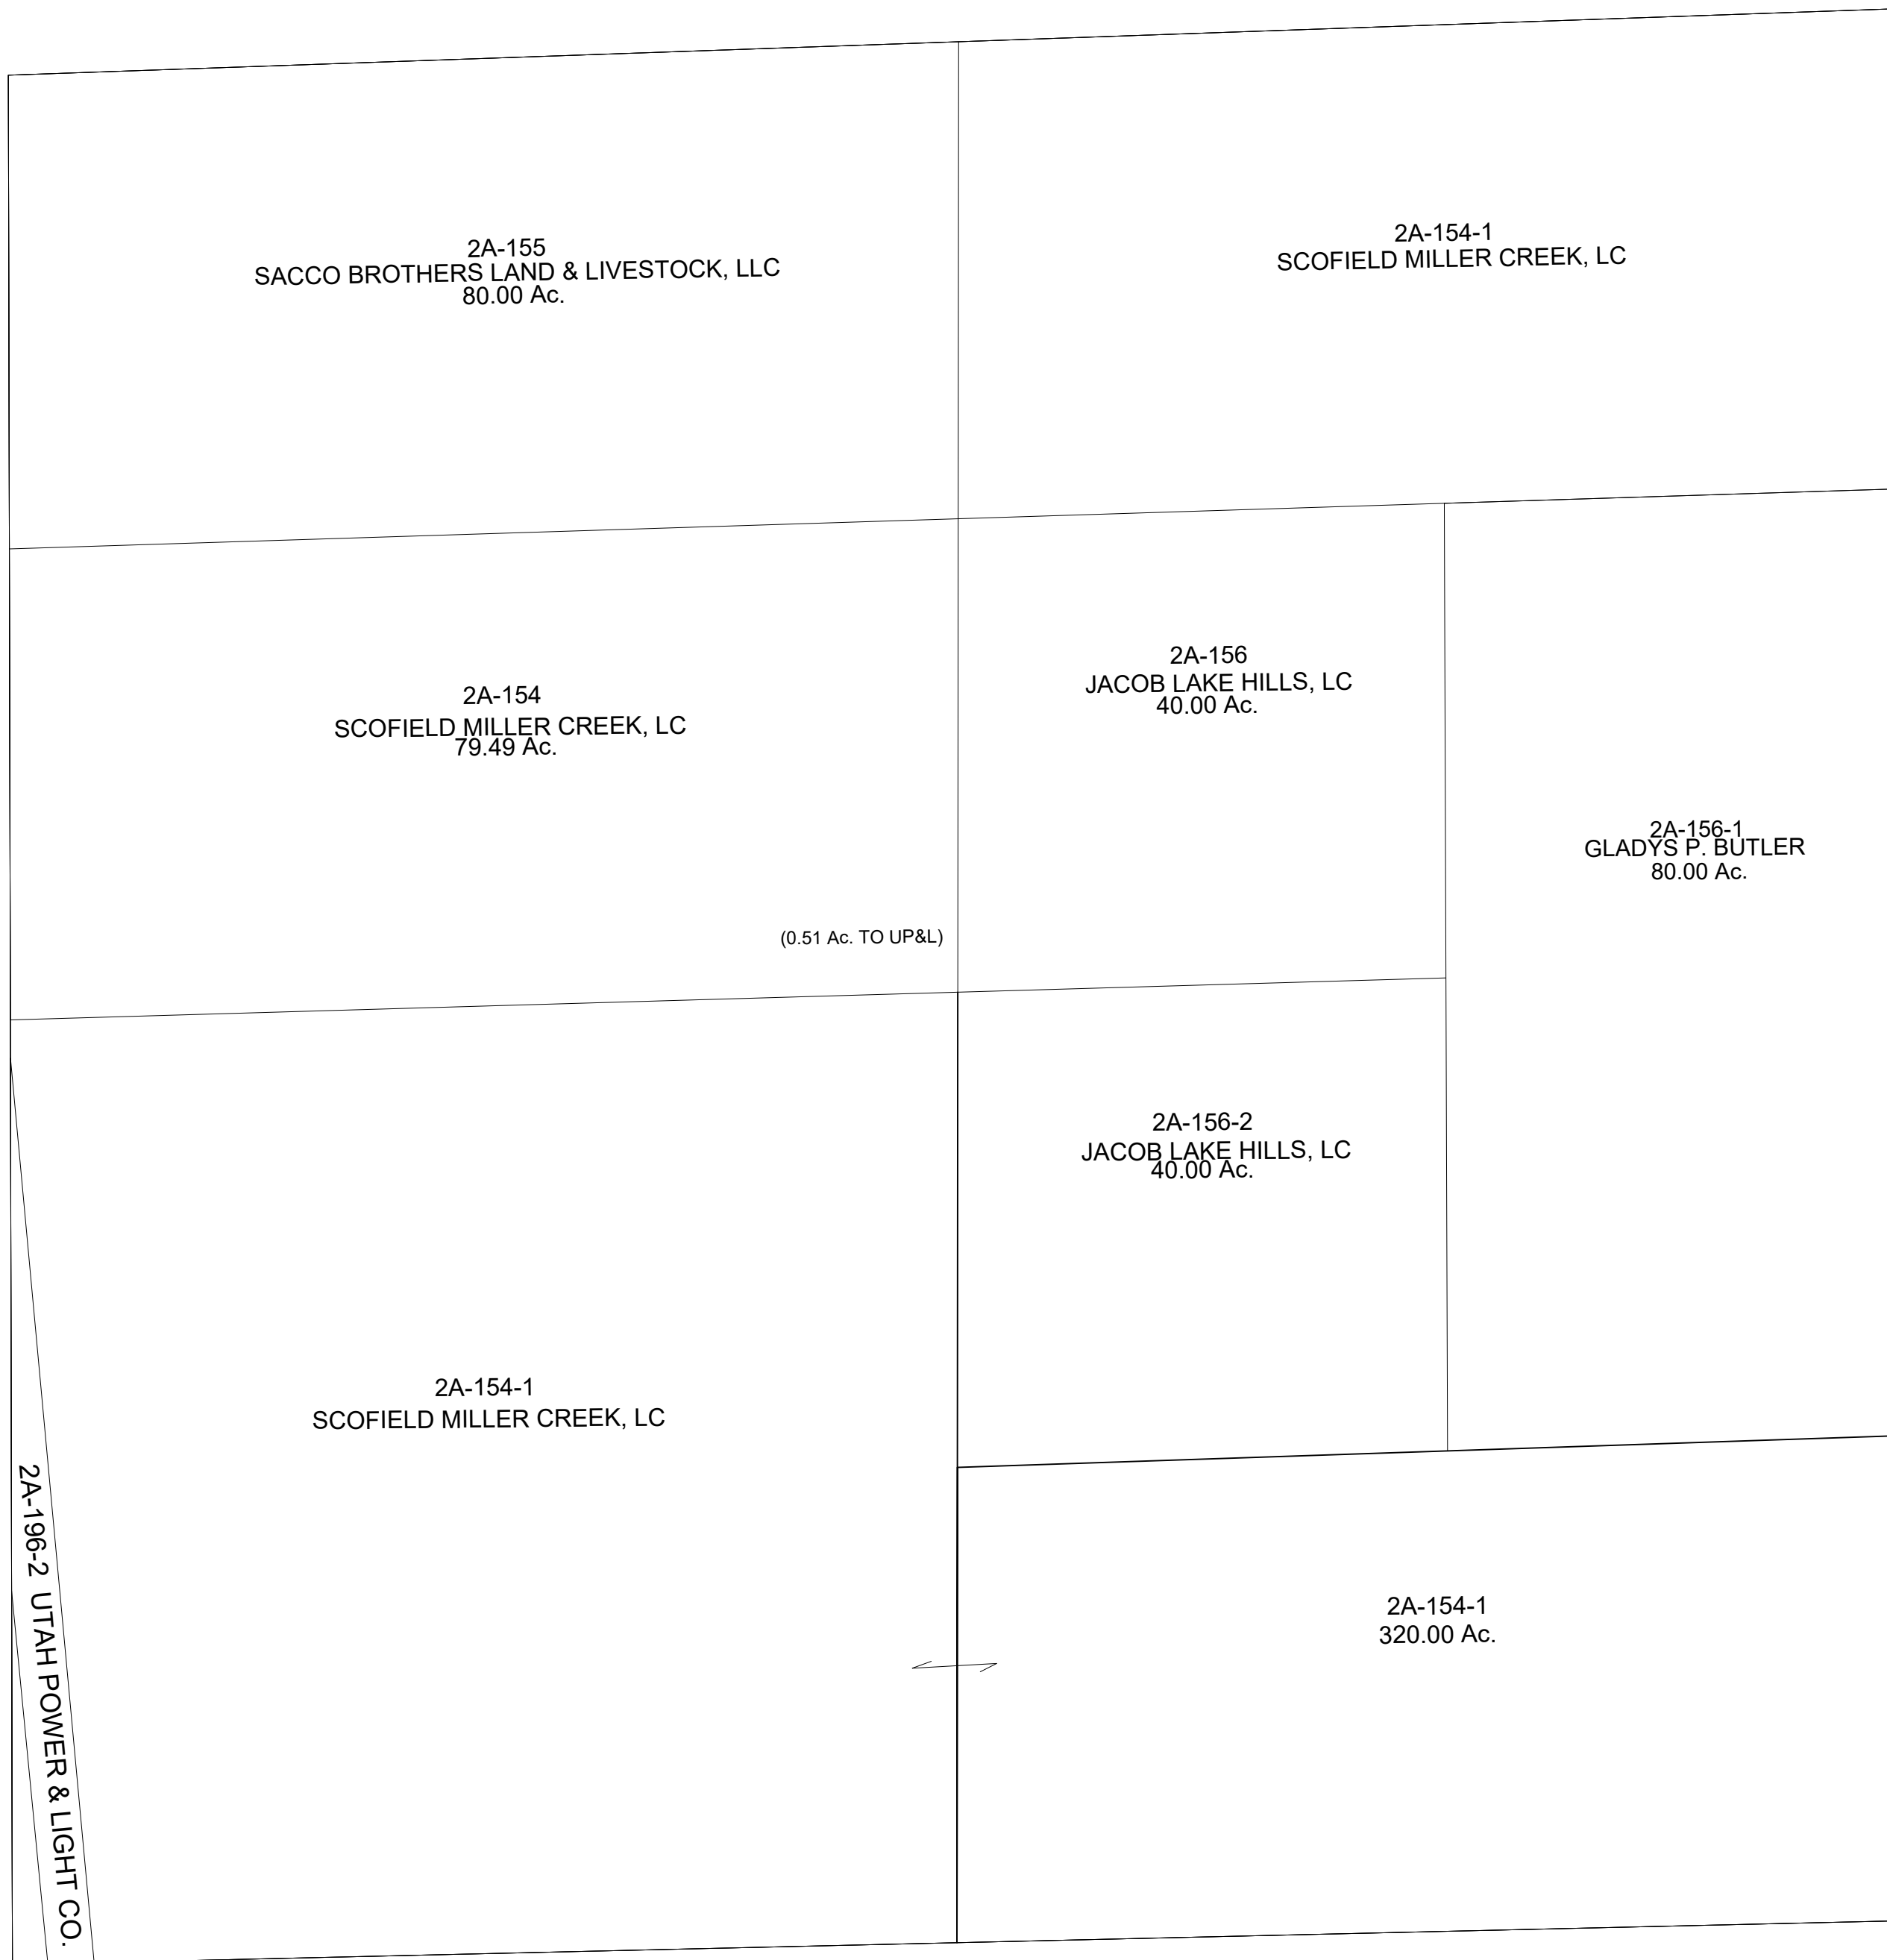 2A-155
SACCO BROTHERS LAND & LIVESTOCK, LLC
80.00 Ac.
2A-154-1
SCOFIELD MILLER CREEK, LC
2A-154
SCOFIELD MILLER CREEK, LC
79.49 Ac.
(0.51 Ac. TO UP&L)
2A-156
JACOB LAKE HILLS, LC
40.00 Ac.
2A-156-1
GLADYS P. BUTLER
80.00 Ac.
2A-156-2
JACOB LAKE HILLS, LC
40.00 Ac.
2A-154-1
SCOFIELD MILLER CREEK, LC
2A-196-2 UTAH POWER & LIGHT CO.
2A-154-1
320.00 Ac.